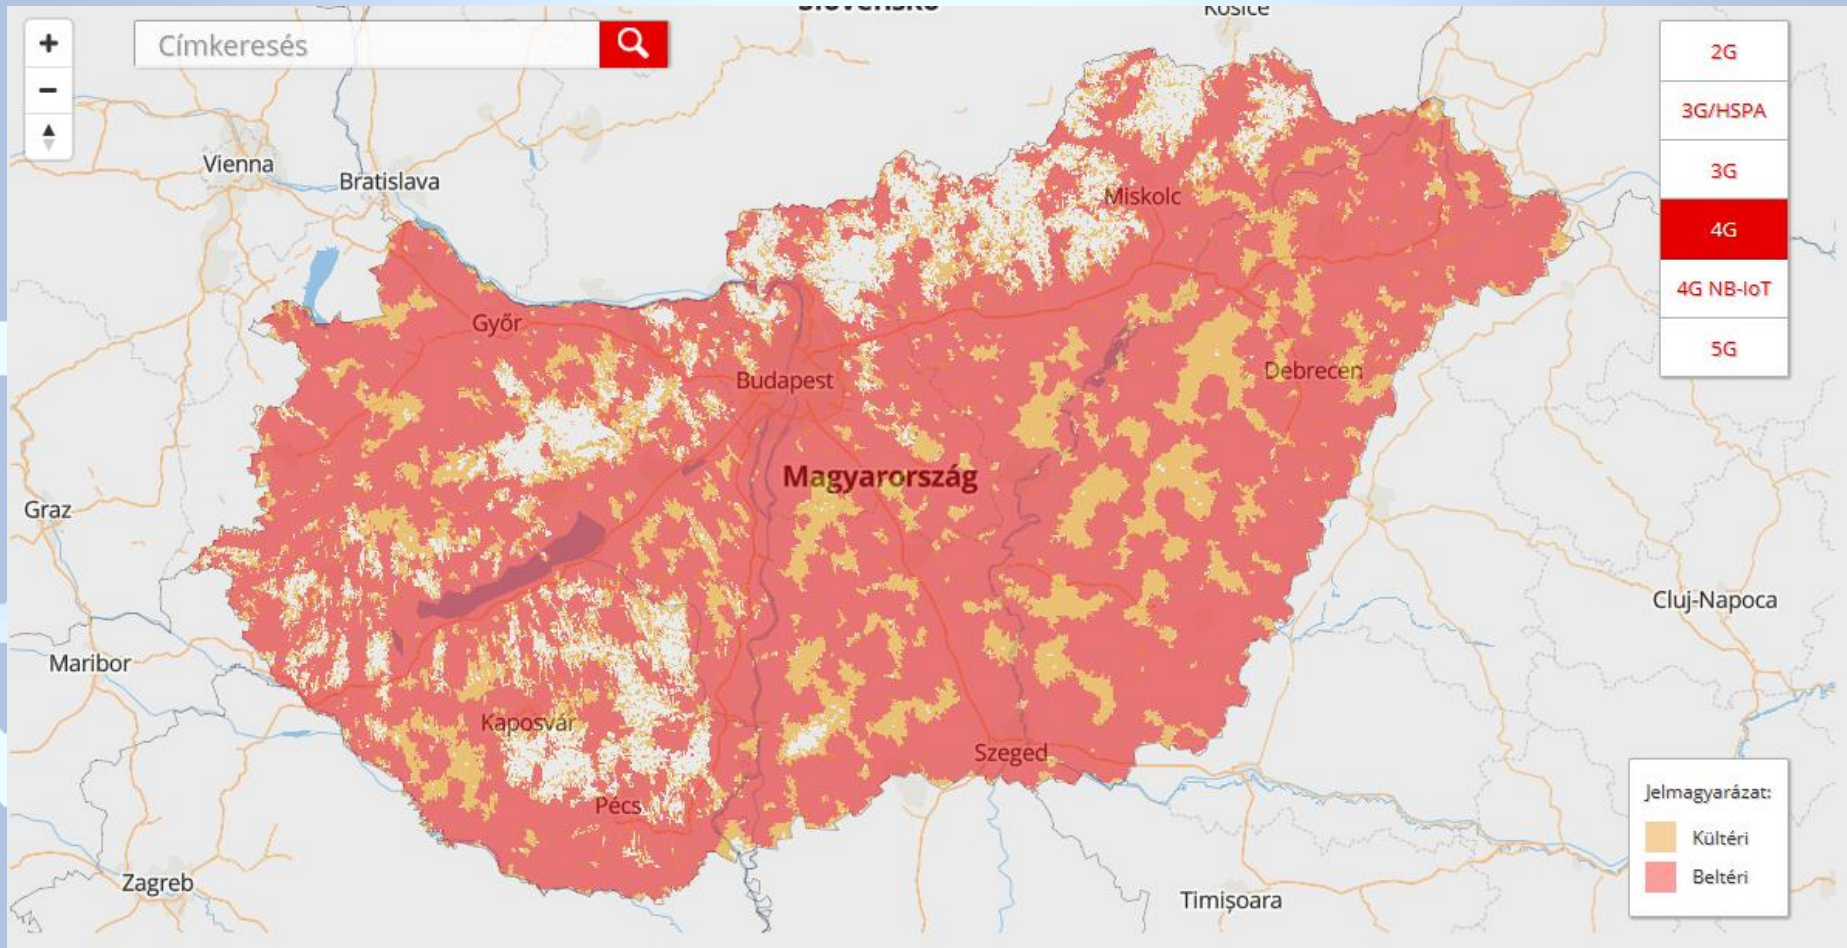 Slovensko
Košice
Címkeresés
2G
3G/HSPA
3G
4G
4G NB-IoT
5G
Vienna
Bratislava
Miskolc
Győr
Budapest
Debrecen
Magyarország
Graz
Cluj-Napoca
Maribor
Kaposvár
Szeged
Pécs
Zagreb
Timișoara
Jelmagyarázat:
Kültéri
Beltéri